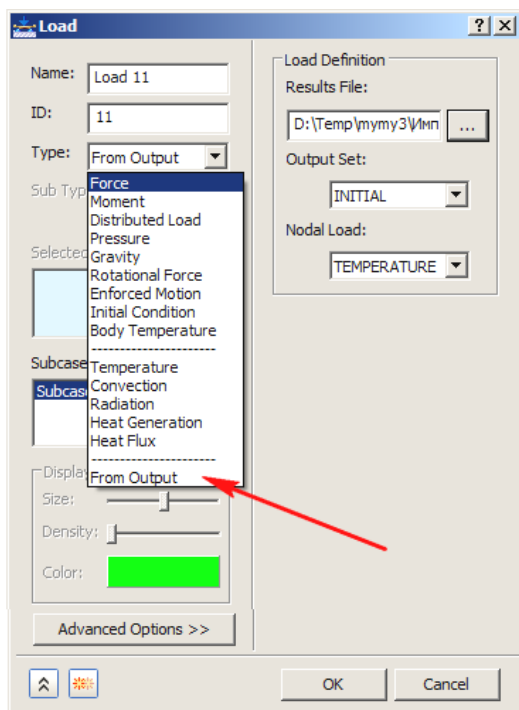 Load
Name:
Load 11
ID:
11
Type:
From Output
Sub Typ
Force
Moment
Distributed Load
Pressure
Gravity
Rotational Force
Enforced Motion
Initial Condition
Body Temperature
----------------------
Temperature
Convection
Radiation
Heat Generation
Heat Flux
----------------------
From Output
Selected
Subcase
Subcas
Display
Size:
Density:
Color:
Advanced Options >>
Load Definition
Results File:
D:\Temp\mymy3\Имп
...
Output Set:
INITIAL
Nodal Load:
TEMPERATURE
OK
Cancel